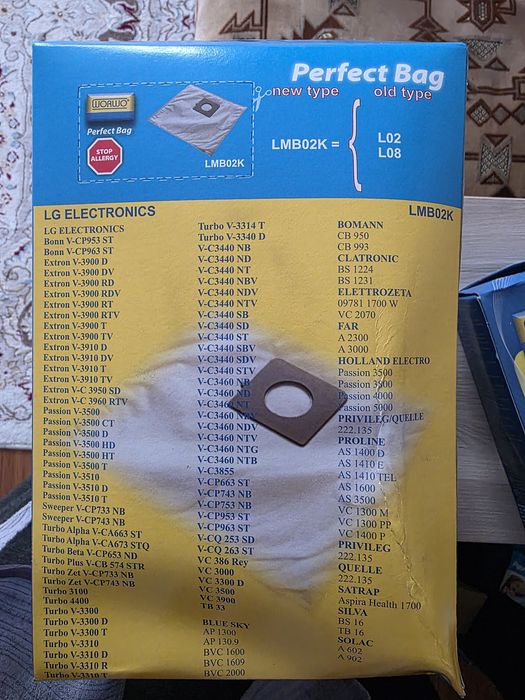 Perfect Bag
new type old type
WORWO
Perfect Bag
STOP
ALLERGY
LMB02K
LMB02K =
L02
L08
LG ELECTRONICS
LMB02K
LG ELECTRONICS
Bonn V-CP953 ST
Bonn V-CP963 ST
Extron V-3900 D
Extron V-3900 DV
Extron V-3900 RD
Extron V-3900 RDV
Extron V-3900 RT
Extron V-3900 RTV
Extron V-3900 T
Extron V-3900 TV
Extron V-3910 D
Extron V-3910 DV
Extron V-3910 T
Extron V-3910 TV
Extron V-C 3950 SD
Extron V-C 3960 RTV
Passion V-3500
Passion V-3500 CT
Passion V-3500 D
Passion V-3500 HD
Passion V-3500 HT
Passion V-3500 T
Passion V-3510
Passion V-3510 D
Passion V-3510 T
Sweeper V-CP733 NB
Sweeper V-CP743 NB
Turbo Alpha V-CA663 ST
Turbo Alpha V-CA673 STQ
Turbo Beta V-CP653 ND
Turbo Plus V-CB 574 STR
Turbo Zet V-CP733 NB
Turbo Zet V-CP743 NB
Turbo 3100
Turbo 4400
Turbo V-3300
Turbo V-3300 D
Turbo V-3300 T
Turbo V-3310
Turbo V-3310 D
Turbo V-3310 R
Turbo V-3310 T
Turbo V-3314 T
Turbo V-3340 D
V-C3440 NB
V-C3440 ND
V-C3440 NT
V-C3440 NBV
V-C3440 NDV
V-C3440 NTV
V-C3440 SB
V-C3440 SD
V-C3440 ST
V-C3440 SBV
V-C3440 SDV
V-C3440 STV
V-C3460 NB
V-C3460 ND
V-C3460 NT
V-C3460 NBV
V-C3460 NDV
V-C3460 NTV
V-C3460 NTG
V-C3460 NTB
V-C3855
V-CP663 ST
V-CP743 NB
V-CP753 NB
V-CP953 ST
V-CP963 ST
V-CQ 253 SD
V-CQ 263 ST
VC 386 Rey
VC 3000
VC 3300 D
VC 3500
VC 3900
TB 33
BLUE SKY
AP 1300
AP 130.9
BVC 1600
BVC 1609
BVC 2000
BOMANN
CB 950
CB 993
CLATRONIC
BS 1224
BS 1231
ELETTROZETA
09781 1700 W
VC 2070
FAR
A 2300
A 3000
HOLLAND ELECTRO
Passion 3500
Passion 3600
Passion 4000
Passion 5000
PRIVILEG/QUELLE
222.135
PROLINE
AS 1400 D
AS 1410 E
AS 1410 TEL
AS 1600
AS 3500
VC 1300 M
VC 1300 PP
VC 1400 P
PRIVILEG
222.135
QUELLE
222.135
SATRAP
Aspira Health 1700
SILVA
BS 16
TB 16
SOLAC
A 602
A 902